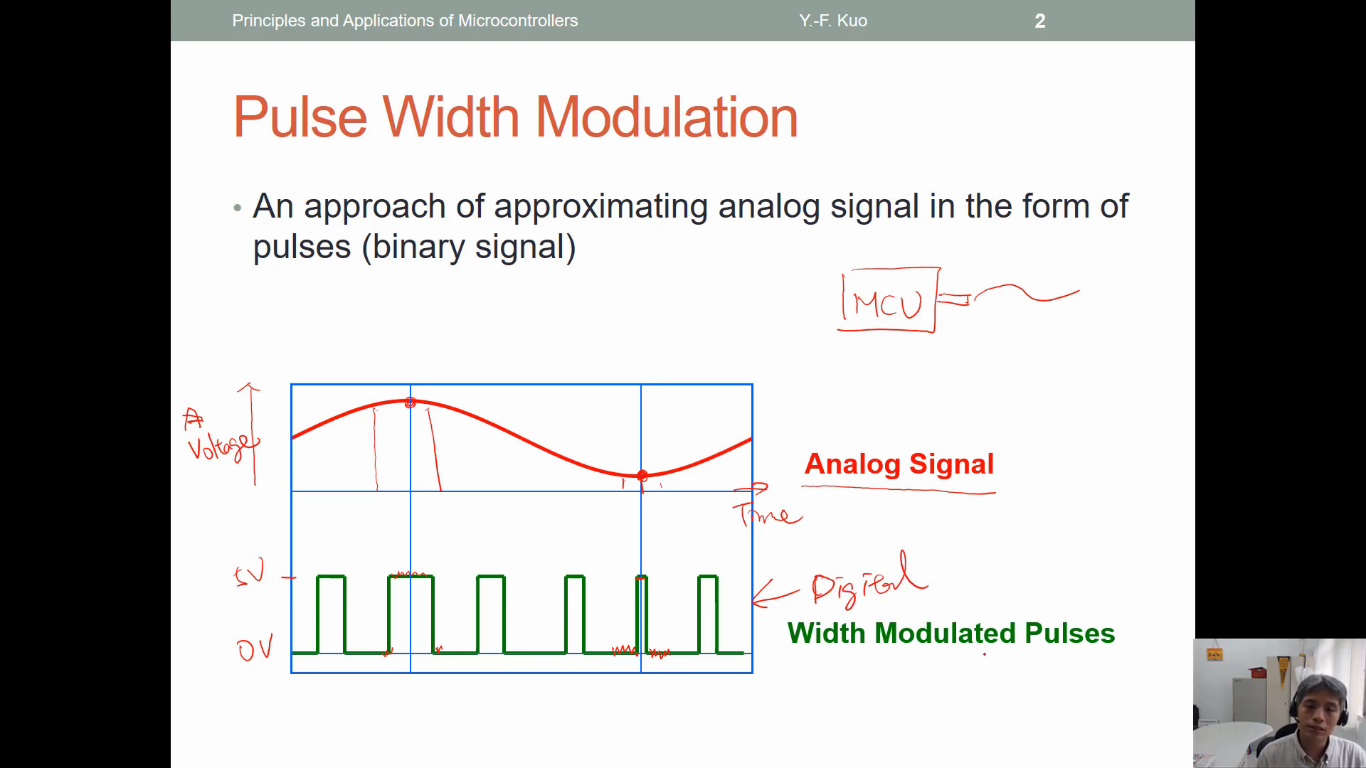 Principles and Applications of Microcontrollers Y.-F. Kuo 2
Pulse Width Modulation
• An approach of approximating analog signal in the form of
pulses (binary signal)
MCU
Voltage
Analog Signal
Time
5V
Digital
Width Modulated Pulses
0V